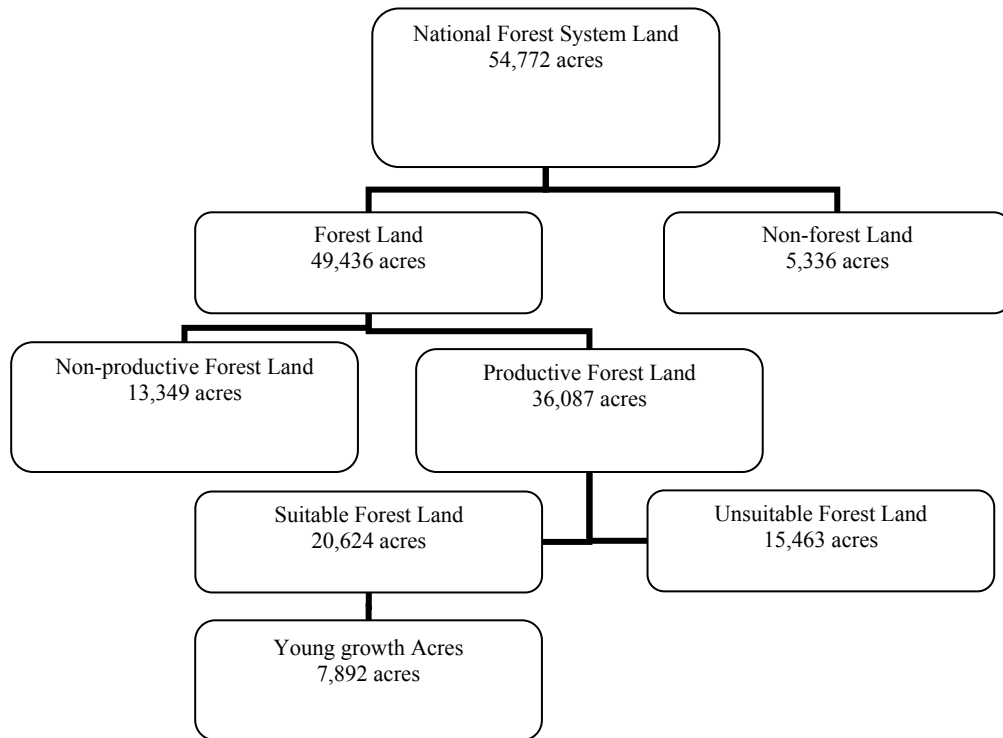 National Forest System Land
54,772 acres
Forest Land
49,436 acres
Non-forest Land
5,336 acres
Non-productive Forest Land
13,349 acres
Productive Forest Land
36,087 acres
Suitable Forest Land
20,624 acres
Unsuitable Forest Land
15,463 acres
Young growth Acres
7,892 acres